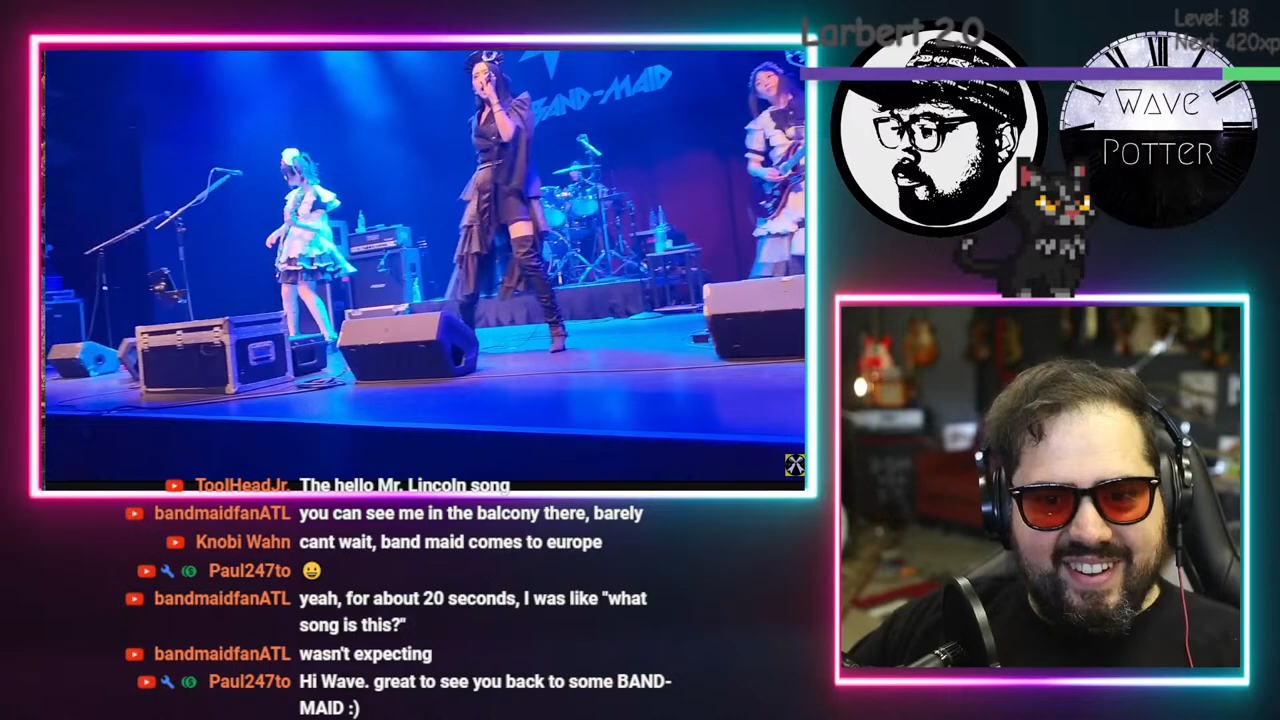 Larbert 2.0
Level: 18
Next: 420xp
BAND-MAID
WAVE
POTTER
ToolHeadJr. The hello Mr. Lincoln song
bandmaidfanATL you can see me in the balcony there, barely
Knobi Wahn cant wait, band maid comes to europe
Paul247to 😀
bandmaidfanATL yeah, for about 20 seconds, I was like "what
song is this?"
bandmaidfanATL wasn't expecting
Paul247to Hi Wave. great to see you back to some BAND-
MAID :)